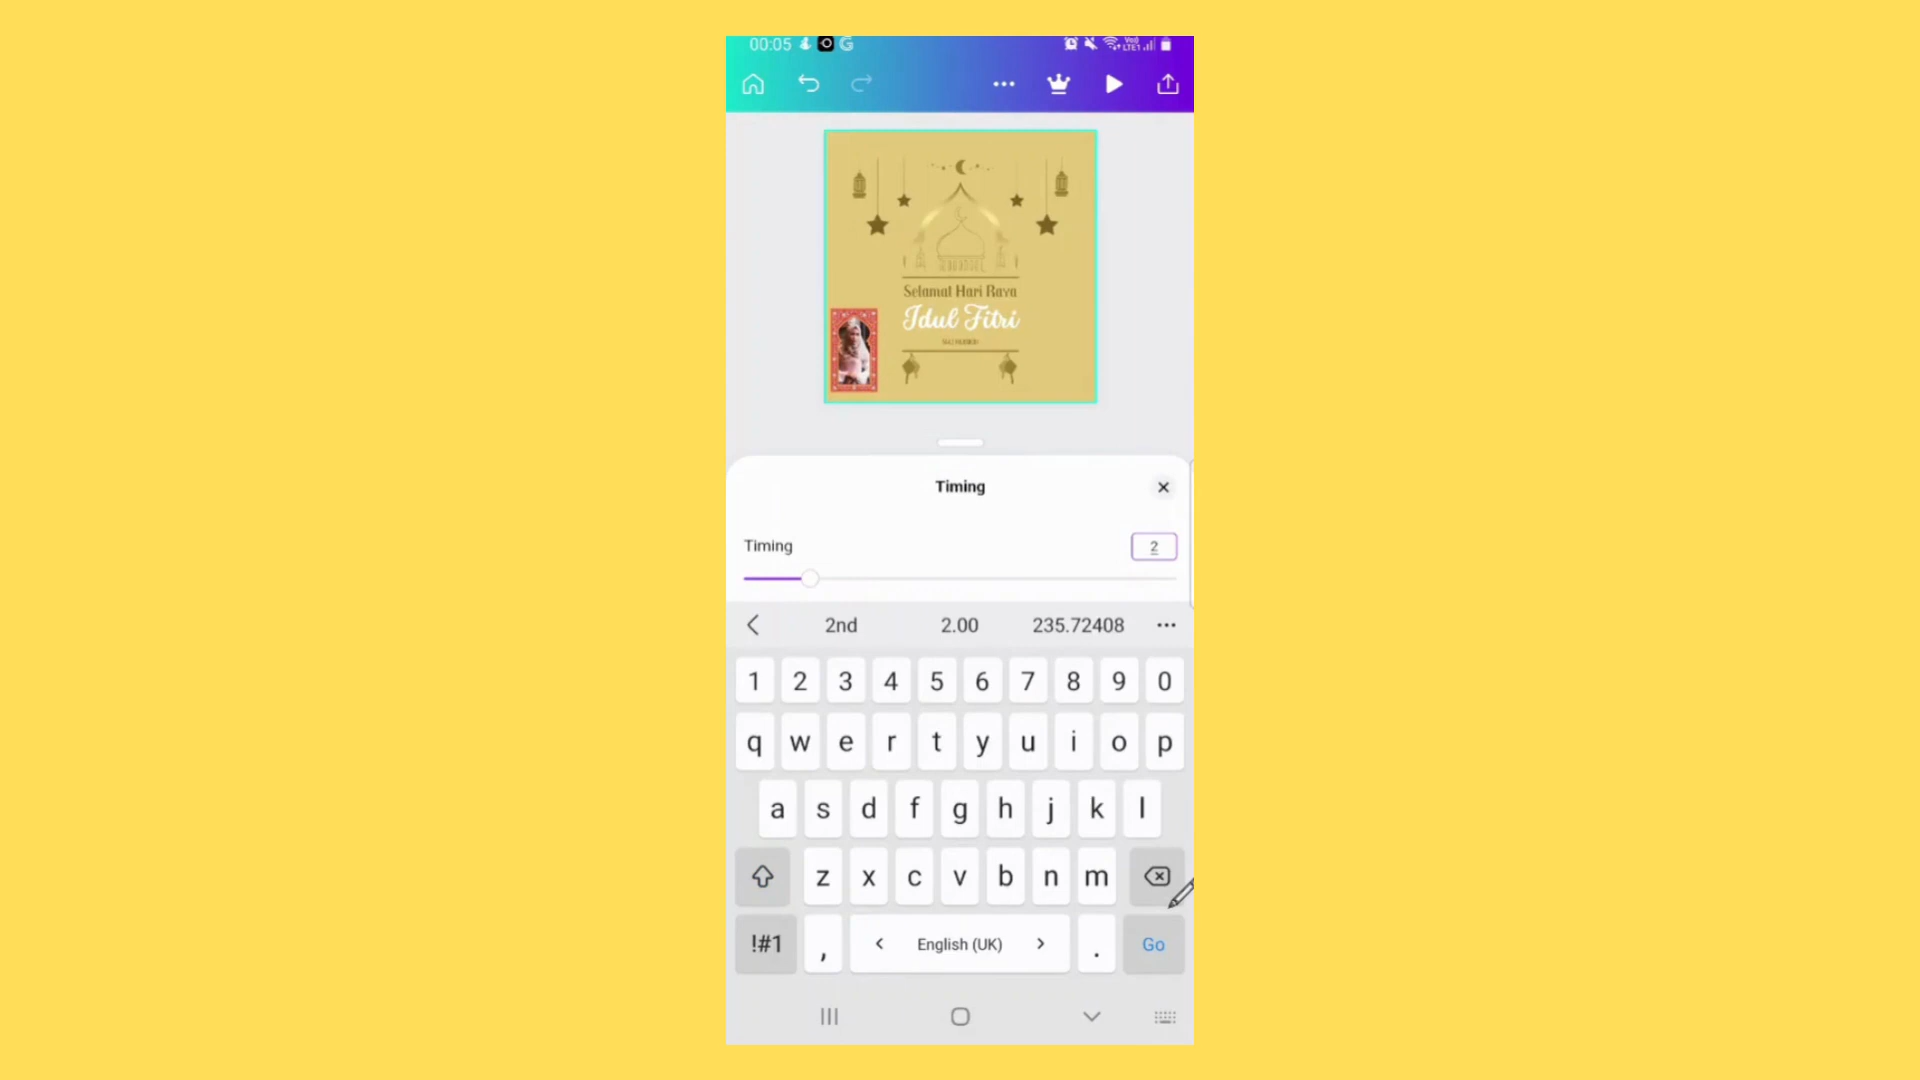 00:05
Selamat Hari Raya
Idul Fitri
Timing
Timing
2
2nd 2.00 235.72408
1 2 3 4 5 6 7 8 9 0
q w e r t y u i o p
a s d f g h j k l
z x c v b n m
!#1 , English (UK) . Go